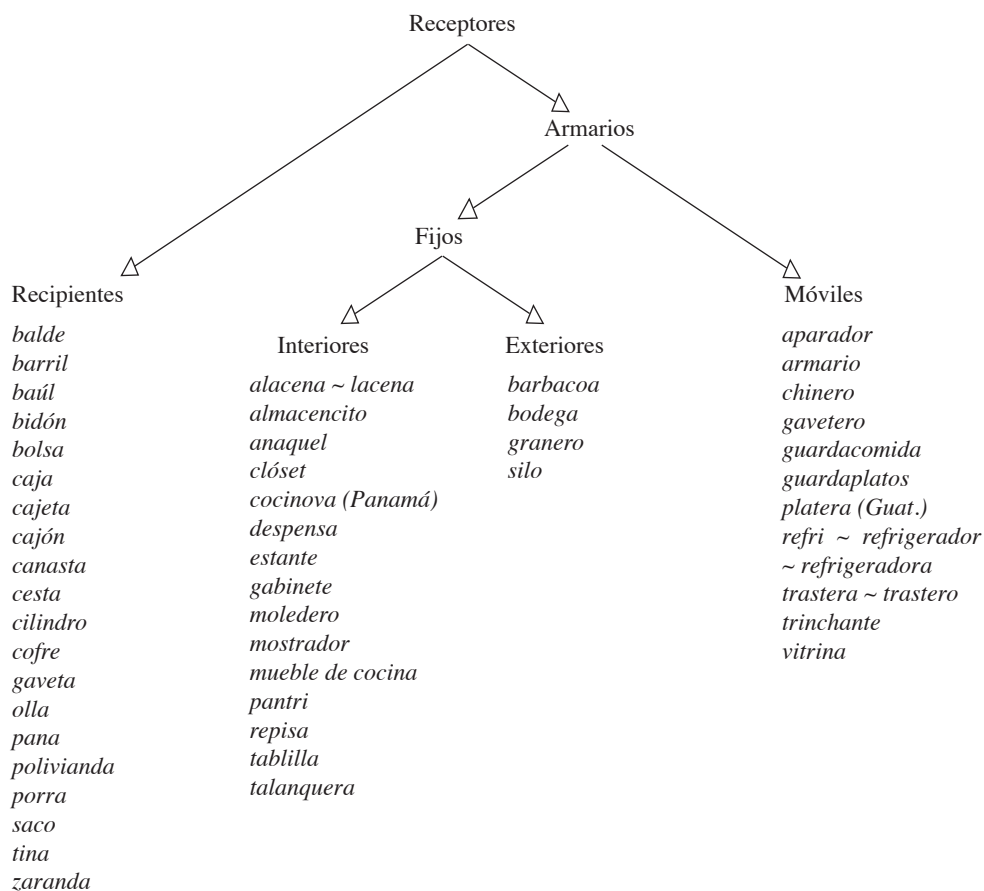 Receptores
Armarios
Fijos
Recipientes
balde
barril
baúl
bidón
bolsa
caja
cajeta
cajón
canasta
cesta
cilindro
cofre
gaveta
olla
pana
polivianda
porra
saco
tina
zaranda
Interiores
alacena ~ lacena
almacencito
anaquel
clóset
cocinova (Panamá)
despensa
estante
gabinete
moledero
mostrador
mueble de cocina
pantri
repisa
tablilla
talanquera
Exteriores
barbacoa
bodega
granero
silo
Móviles
aparador
armario
chinero
gavetero
guardacomida
guardaplatos
platera (Guat.)
refri ~ refrigerador
~ refrigeradora
trastera ~ trastero
trinchante
vitrina